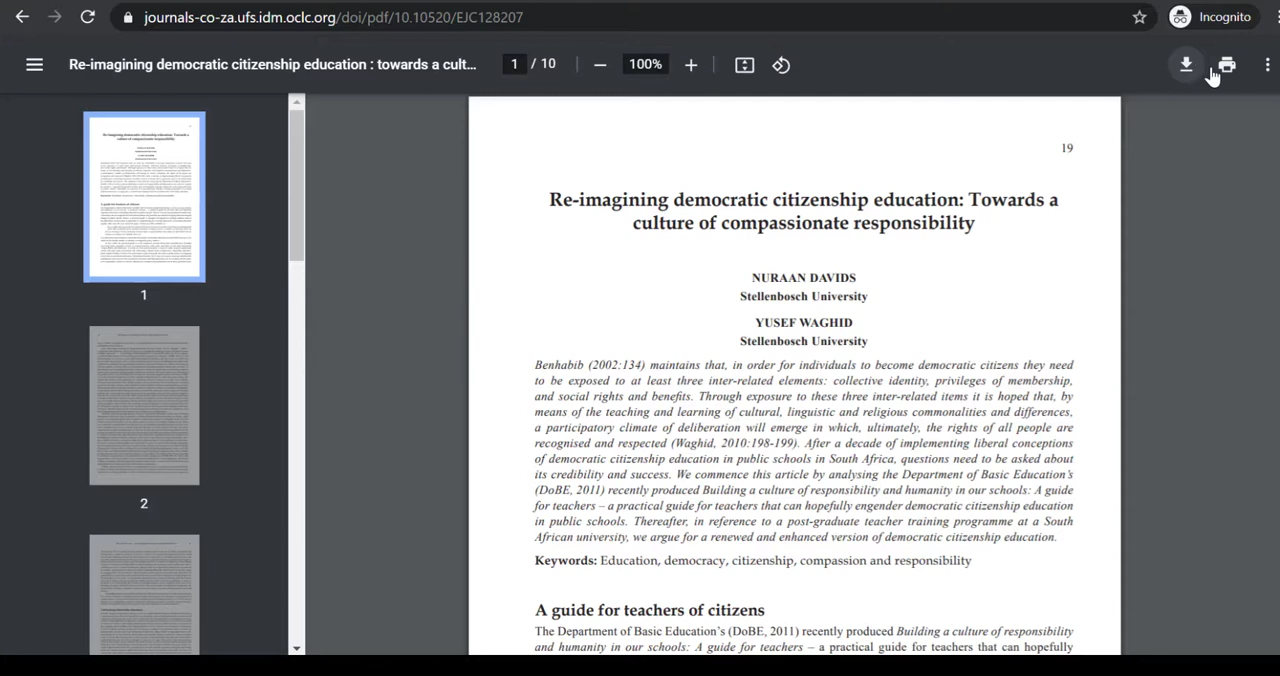 journals-co-za.ufs.idm.oclc.org/doi/pdf/10.10520/EJC128207
Incognito
Re-imagining democratic citizenship education : towards a cult...
1 / 10
100%
1
2
19
Re-imagining democratic citizenship education: Towards a
culture of compassionate responsibility
NURAAN DAVIDS
Stellenbosch University
YUSEF WAGHID
Stellenbosch University
Benhabib (2002:134) maintains that, in order for individuals to become democratic citizens they need
to be exposed to at least three inter-related elements: collective identity, privileges of membership,
and social rights and benefits. Through exposure to these three inter-related items it is hoped that, by
means of the teaching and learning of cultural, linguistic and religious commonalities and differences,
a participatory climate of deliberation will emerge in which, ultimately, the rights of all people are
recognised and respected (Waghid, 2010:198-199). After a decade of implementing liberal conceptions
of democratic citizenship education in public schools in South Africa, questions need to be asked about
its credibility and success. We commence this article by analysing the Department of Basic Education's
(DoBE, 2011) recently produced Building a culture of responsibility and humanity in our schools: A guide
for teachers – a practical guide for teachers that can hopefully engender democratic citizenship education
in public schools. Thereafter, in reference to a post-graduate teacher training programme at a South
African university, we argue for a renewed and enhanced version of democratic citizenship education.
Keywords: Education, democracy, citizenship, compassion and responsibility
A guide for teachers of citizens
The Department of Basic Education's (DoBE, 2011) recently produced Building a culture of responsibility
and humanity in our schools: A guide for teachers – a practical guide for teachers that can hopefully